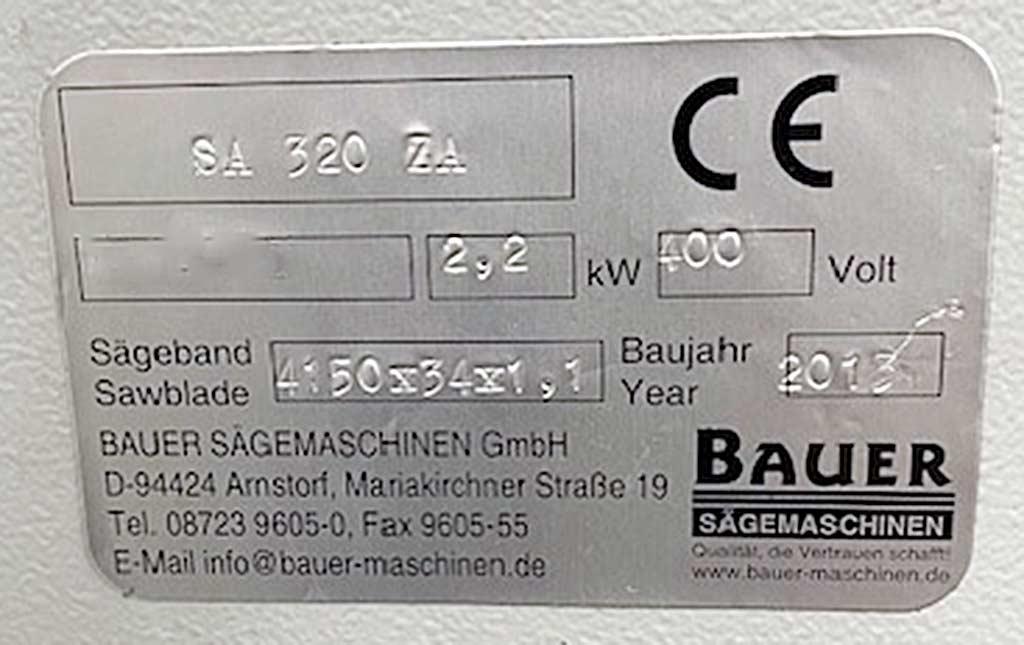 SA 320 ZA
CE
2,2 kW 400 Volt
Sägeband
Sawblade
4150x34x1,1
Baujahr
Year
2013
BAUER SÄGEMASCHINEN GmbH
D-94424 Arnstorf, Mariakirchner Straße 19
Tel. 08723 9605-0, Fax 9605-55
E-Mail info@bauer-maschinen.de
BAUER
SÄGEMASCHINEN
Qualität, die Vertrauen schafft!
www.bauer-maschinen.de